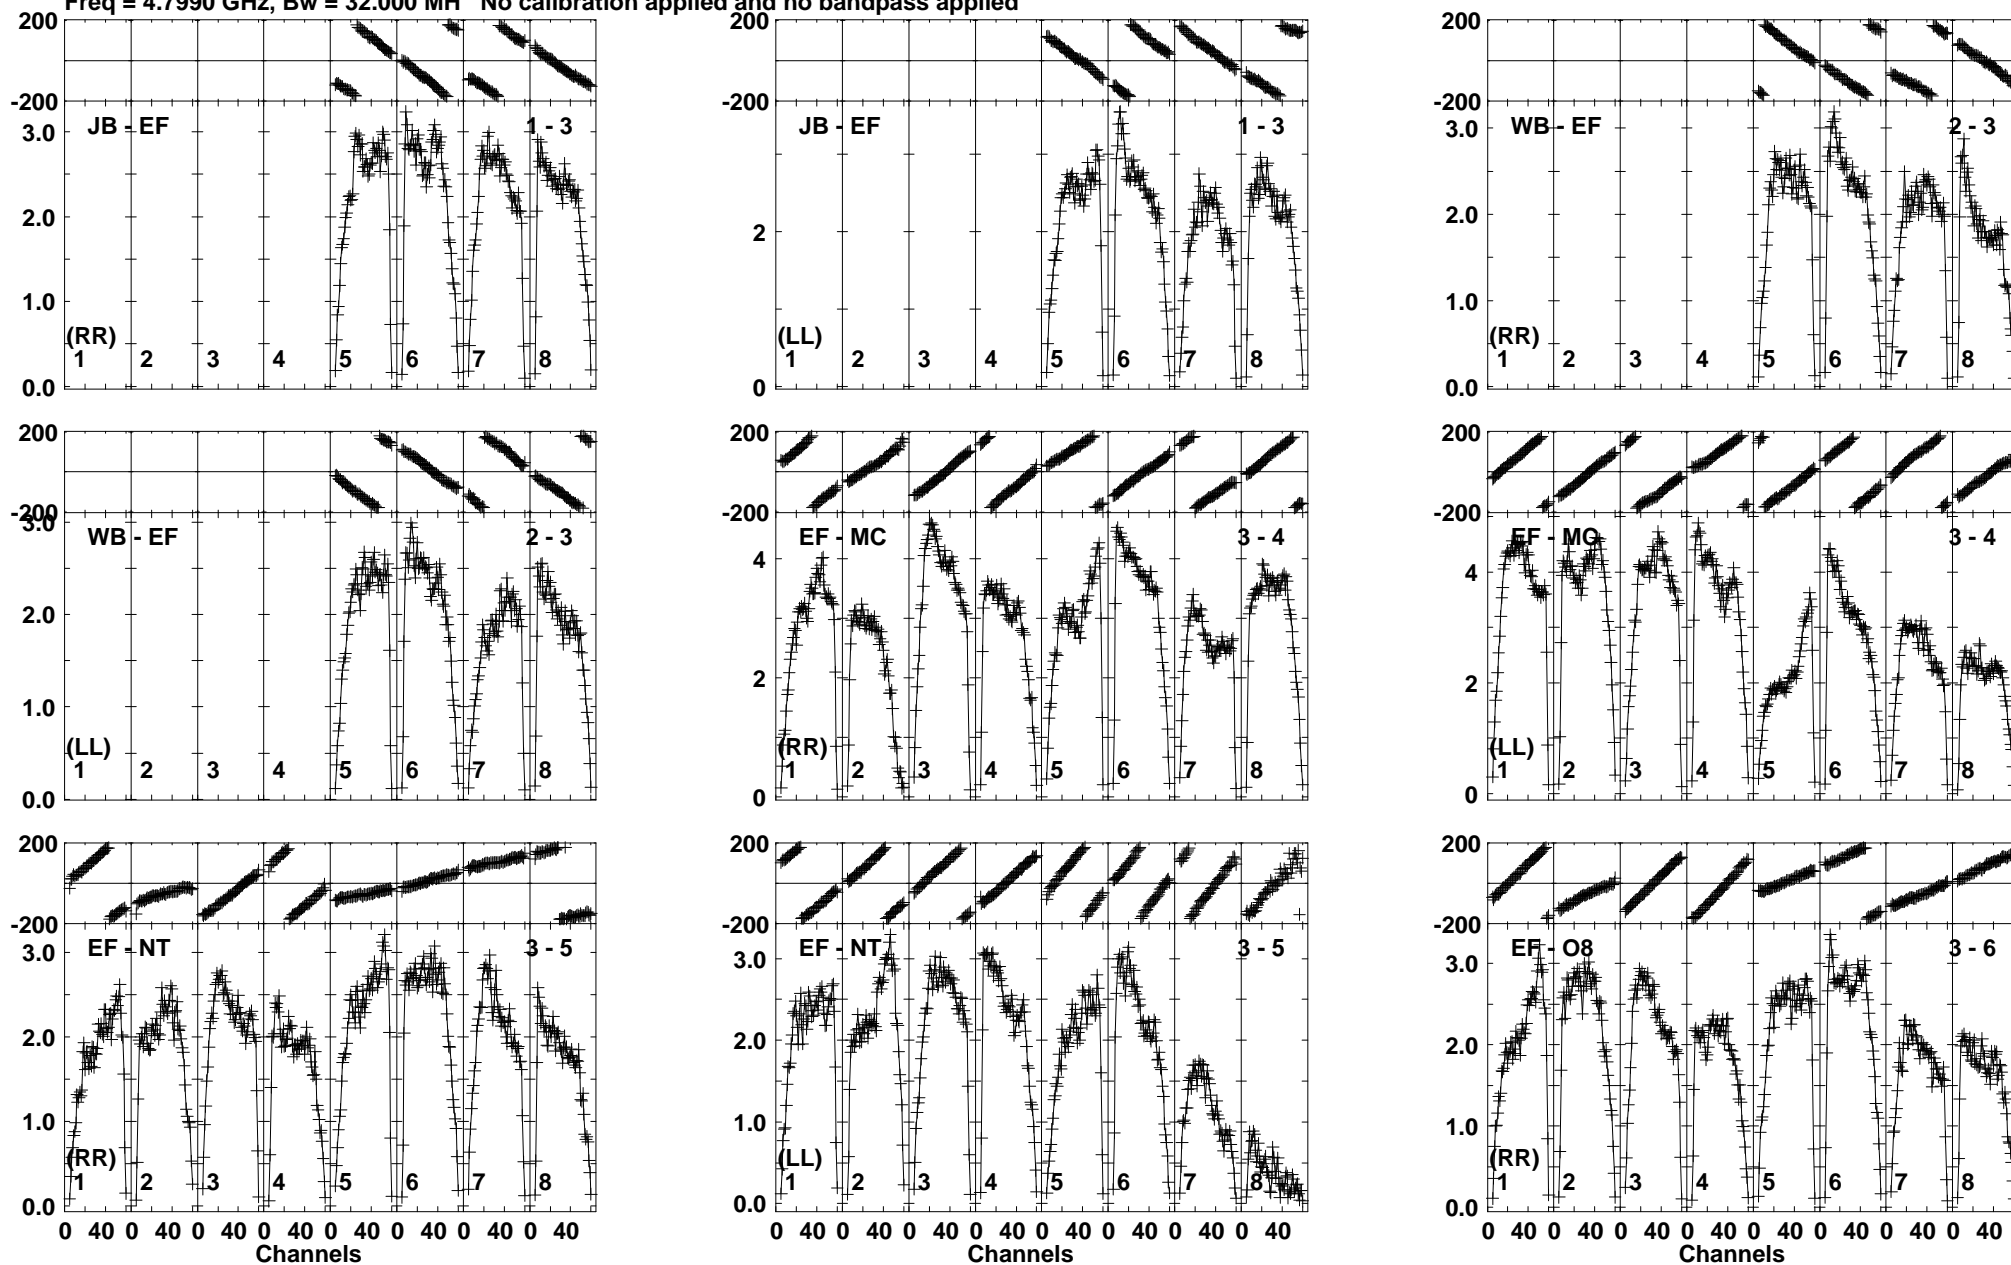 Freq = 4.7990 GHz, Bw = 32.000 MH No calibration applied and no bandpass applied
200 200 200
-200 -200 -200
JB - EF 1 - 3 JB - EF 1 - 3 WB - EF 2 - 3
3.0 3.0
2.0 2 2.0
1.0 1.0
(RR) (LL) (RR)
1 2 3 4 5 6 7 8 1 2 3 4 5 6 7 8 1 2 3 4 5 6 7 8
0.0 0 0.0
200 200 200
-200 -200 -200
3.0
WB - EF 2 - 3 EF - MC 3 - 4 EF - MC 3 - 4
4 4
2.0
2 2
1.0
(LL) (RR) (LL)
1 2 3 4 5 6 7 8 1 2 3 4 5 6 7 8 1 2 3 4 5 6 7 8
0.0 0 0
200 200 200
-200 -200 -200
EF - NT 3 - 5 EF - NT 3 - 5 EF - O8 3 - 6
3.0 3.0 3.0
2.0 2.0 2.0
1.0 1.0 1.0
(RR) (LL) (RR)
1 2 3 4 5 6 7 8 1 2 3 4 5 6 7 8 1 2 3 4 5 6 7 8
0.0 0.0 0.0
0 40 0 40 0 40 0 40 0 40 0 40 0 40 0 40 0 40 0 40 0 40 0 40 0 40 0 40 0 40 0 40 0 40 0 40 0 40 0 40 0 40 0 40 0 40 0 40
Channels Channels Channels